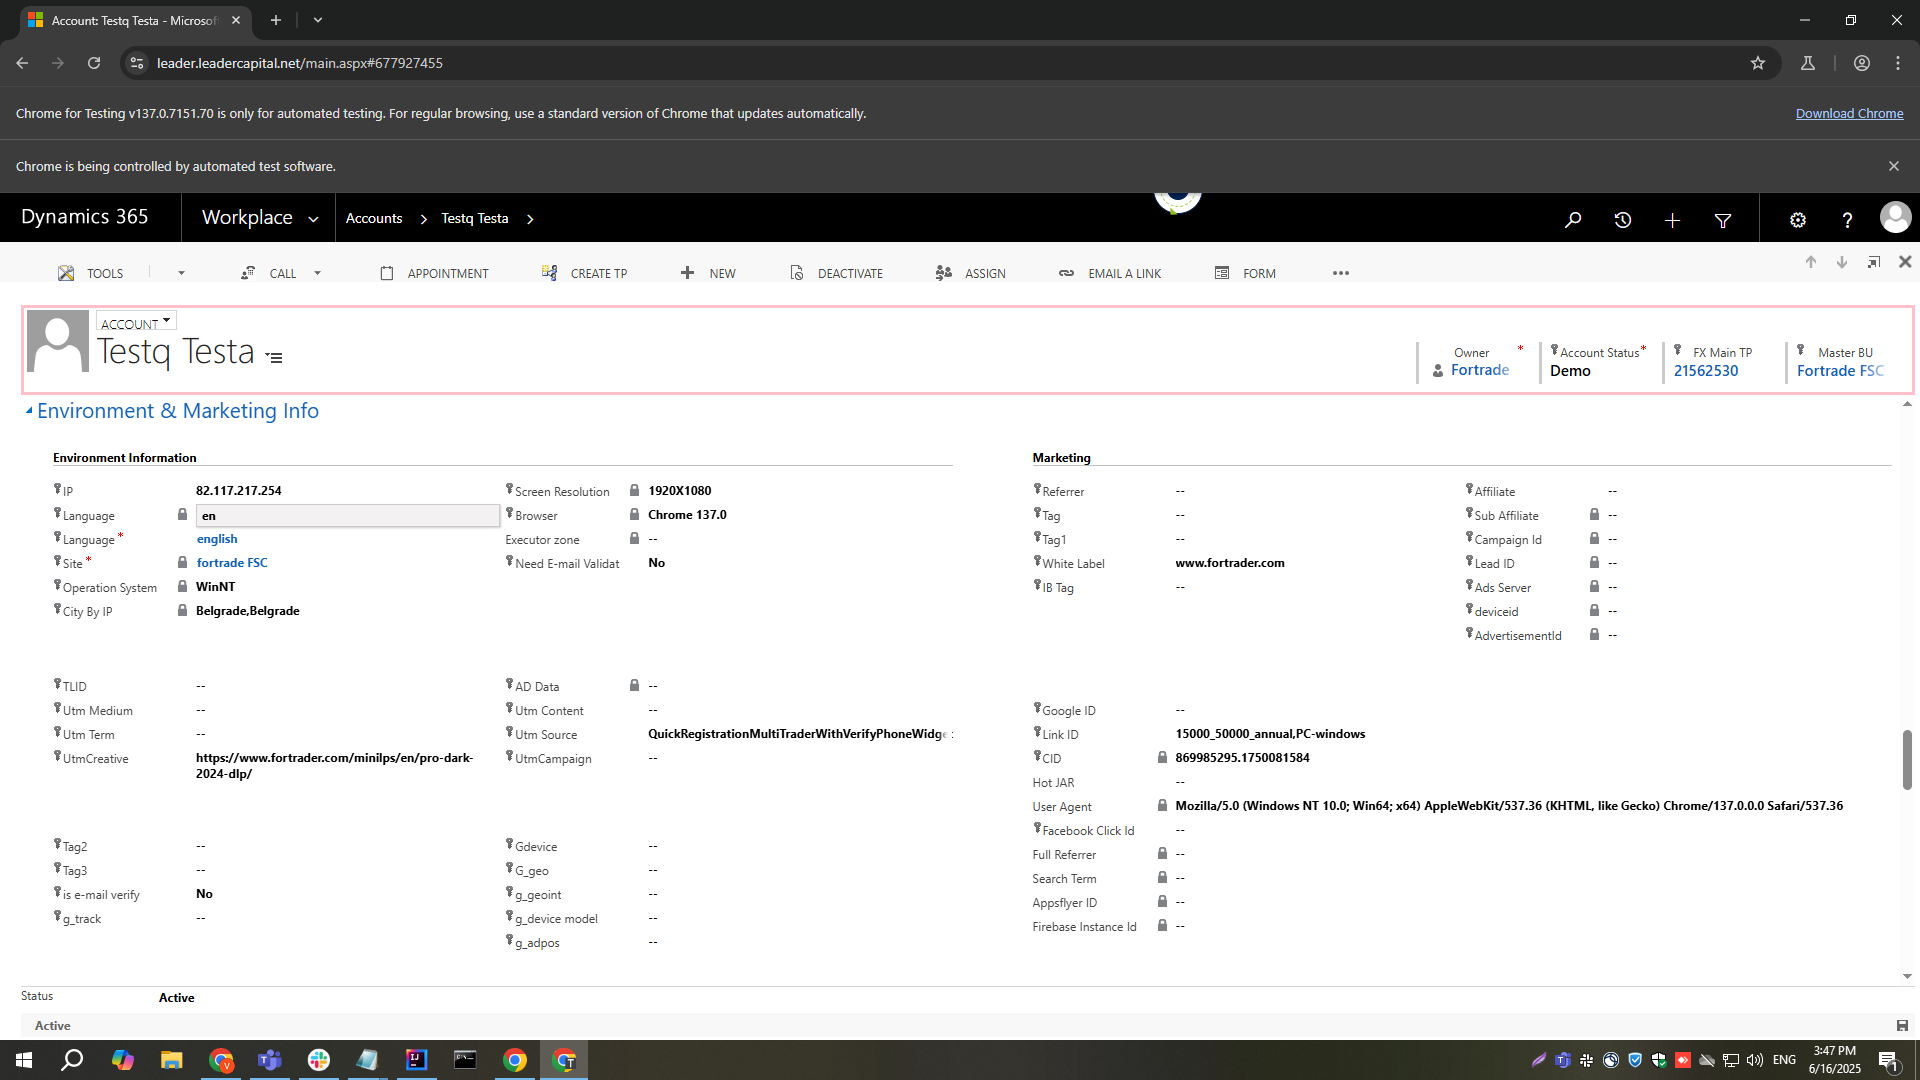 Account: Testq Testa - Microsof
leader.leadercapital.net/main.aspx#677927455
Chrome for Testing v137.0.7151.70 is only for automated testing. For regular browsing, use a standard version of Chrome that updates automatically.
Download Chrome
Chrome is being controlled by automated test software.
Dynamics 365
Workplace
Accounts
Testq Testa
TOOLS
CALL
APPOINTMENT
CREATE TP
NEW
DEACTIVATE
ASSIGN
EMAIL A LINK
FORM
ACCOUNT
Testq Testa
Owner *
Fortrade
Account Status *
Demo
FX Main TP
21562530
Master BU
Fortrade FSC
Environment & Marketing Info
Environment Information
IP 82.117.217.254
Language en
Language * english
Site * fortrade FSC
Operation System WinNT
City By IP Belgrade,Belgrade
Screen Resolution 1920X1080
Browser Chrome 137.0
Executor zone --
Need E-mail Validat No
TLID --
Utm Medium --
Utm Term --
UtmCreative https://www.fortrader.com/minilps/en/pro-dark-
2024-dlp/
AD Data --
Utm Content --
Utm Source QuickRegistrationMultiTraderWithVerifyPhoneWidge
UtmCampaign --
Tag2 --
Tag3 --
is e-mail verify No
g_track --
Gdevice --
G_geo --
g_geoint --
g_device model --
g_adpos --
Marketing
Referrer --
Tag --
Tag1 --
White Label www.fortrader.com
IB Tag --
Affiliate --
Sub Affiliate --
Campaign Id --
Lead ID --
Ads Server --
deviceid --
AdvertisementId --
Google ID --
Link ID 15000_50000_annual,PC-windows
CID 869985295.1750081584
Hot JAR --
User Agent Mozilla/5.0 (Windows NT 10.0; Win64; x64) AppleWebKit/537.36 (KHTML, like Gecko) Chrome/137.0.0.0 Safari/537.36
Facebook Click Id --
Full Referrer --
Search Term --
Appsflyer ID --
Firebase Instance Id --
Status Active
Active
ENG
3:47 PM
6/16/2025
1